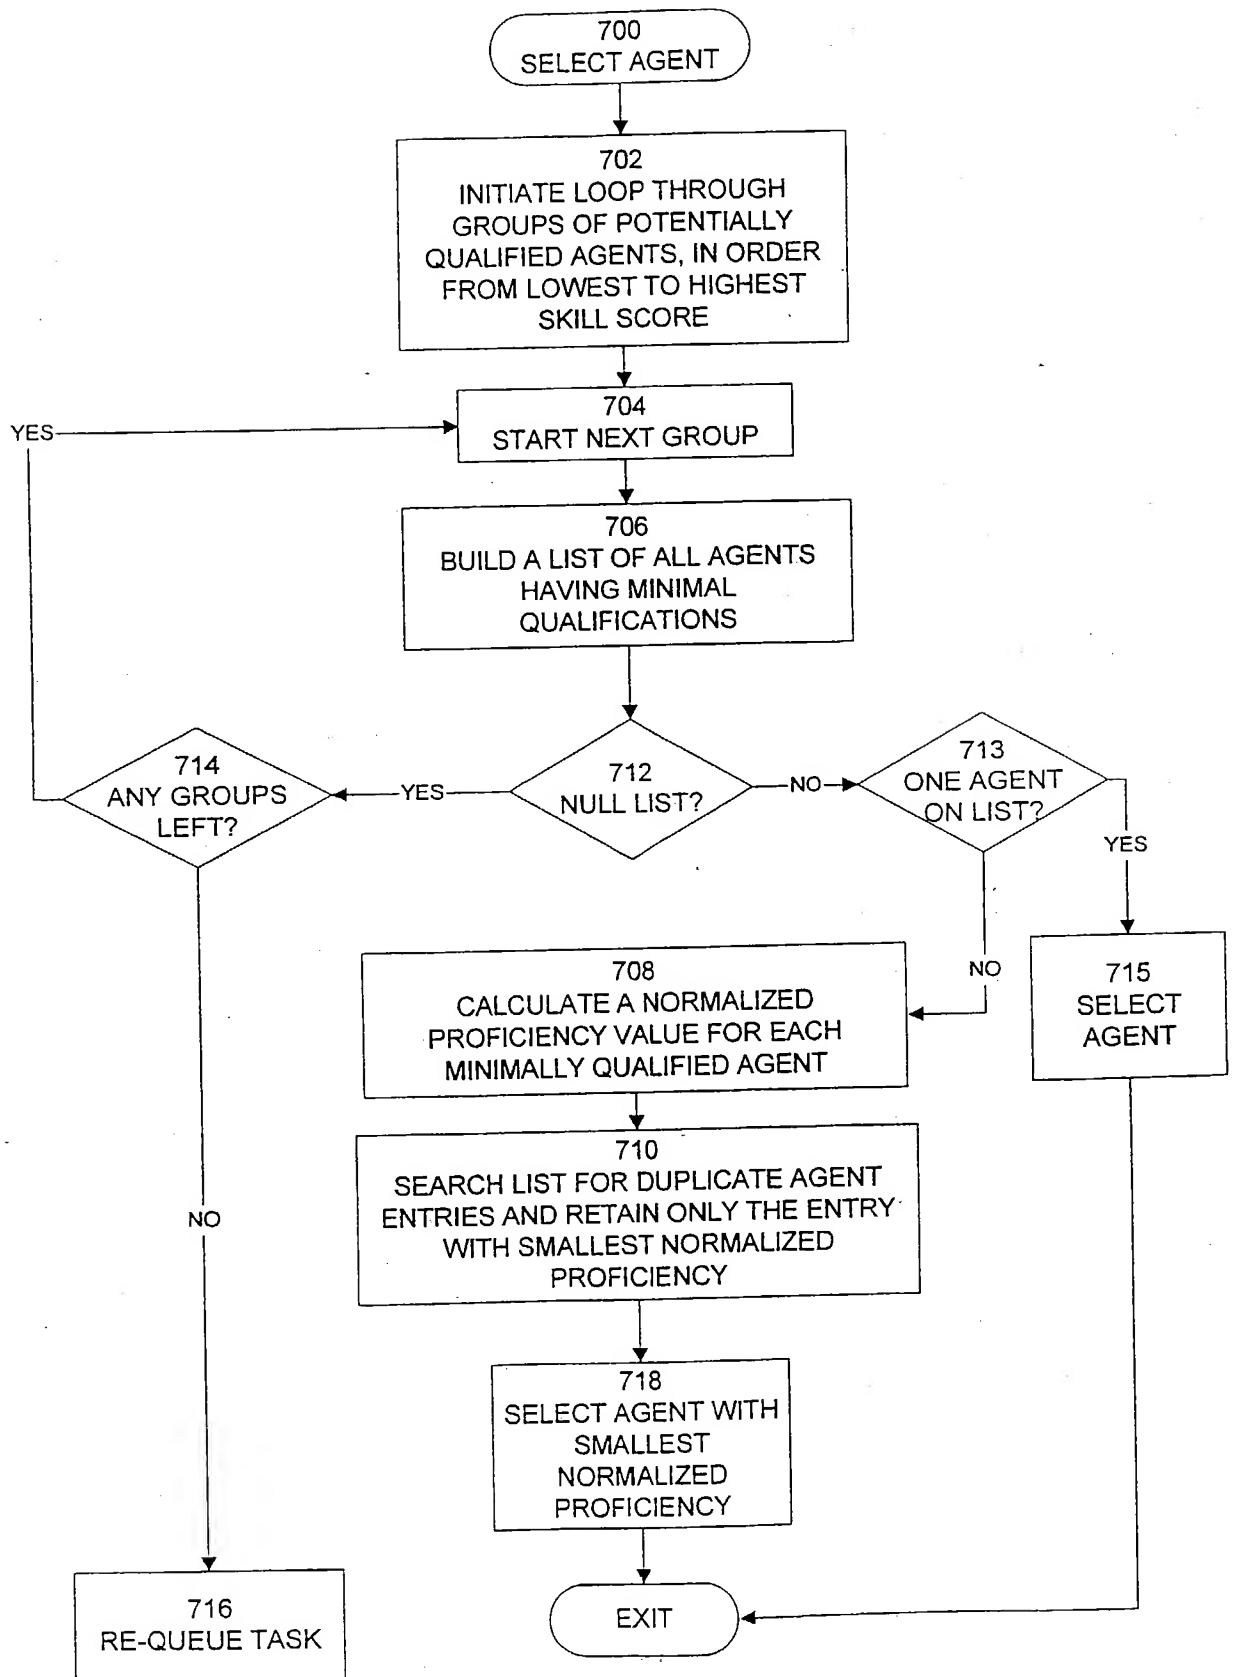 700
SELECT AGENT
702
INITIATE LOOP THROUGH
GROUPS OF POTENTIALLY
QUALIFIED AGENTS, IN ORDER
FROM LOWEST TO HIGHEST
SKILL SCORE
704
START NEXT GROUP
YES
706
BUILD A LIST OF ALL AGENTS
HAVING MINIMAL
QUALIFICATIONS
714
ANY GROUPS
LEFT?
YES
712
NULL LIST?
NO
713
ONE AGENT
ON LIST?
YES
NO
708
CALCULATE A NORMALIZED
PROFICIENCY VALUE FOR EACH
MINIMALLY QUALIFIED AGENT
715
SELECT
AGENT
710
SEARCH LIST FOR DUPLICATE AGENT
ENTRIES AND RETAIN ONLY THE ENTRY
WITH SMALLEST NORMALIZED
PROFICIENCY
NO
718
SELECT AGENT WITH
SMALLEST
NORMALIZED
PROFICIENCY
716
RE-QUEUE TASK
EXIT